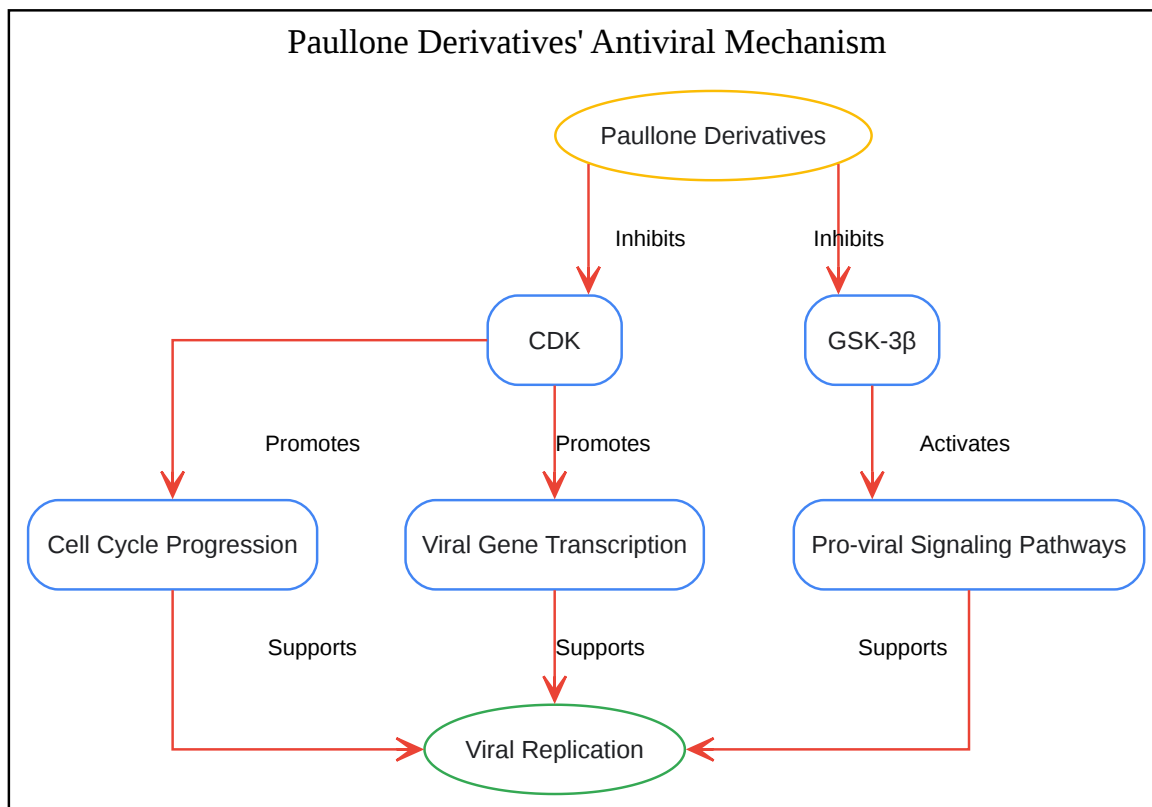 Paullone Derivatives' Antiviral Mechanism
Paullone Derivatives
Inhibits
Inhibits
CDK
GSK-3β
Promotes
Promotes
Activates
Cell Cycle Progression
Viral Gene Transcription
Pro-viral Signaling Pathways
Supports
Supports
Supports
Viral Replication